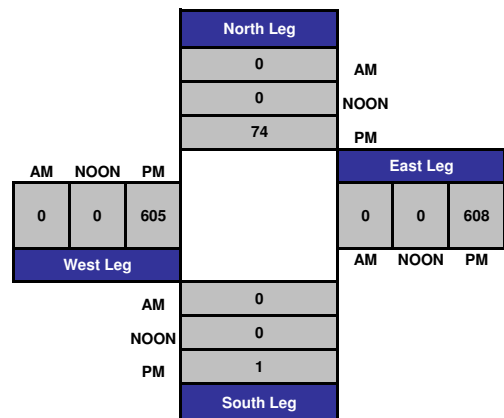 North Leg
0 AM
0 NOON
74 PM
AM NOON PM
East Leg
0 0 605
0 0 608
West Leg
AM NOON PM
AM 0
NOON 0
PM 1
South Leg